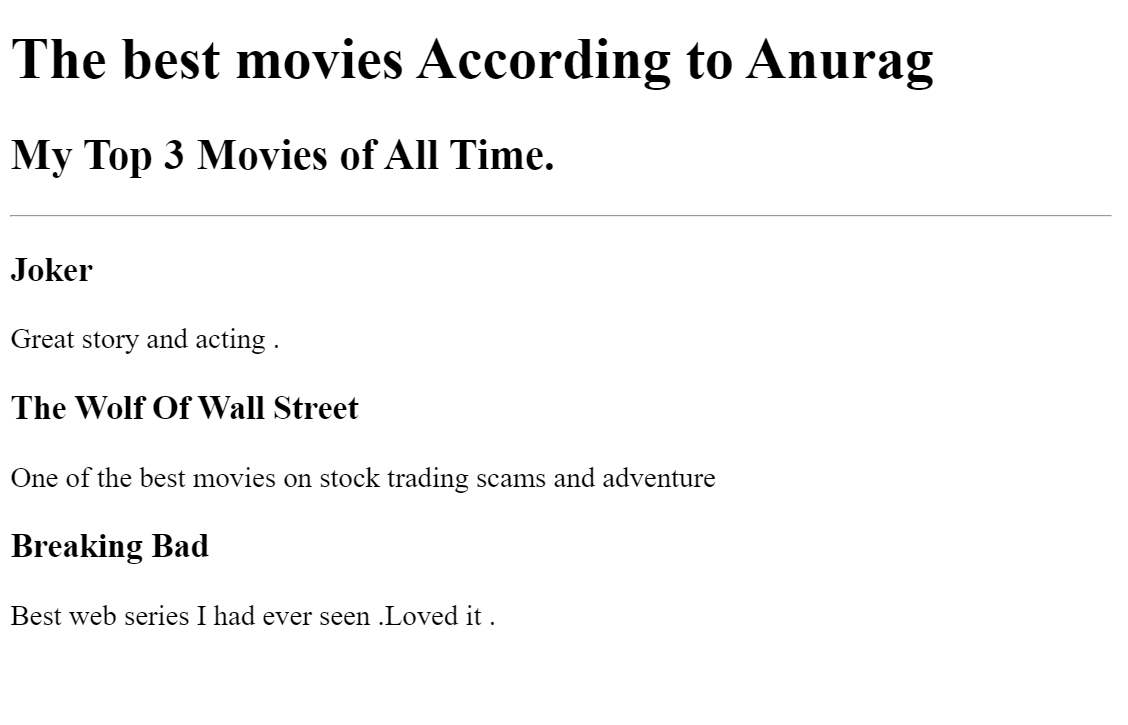 The best movies According to Anurag
My Top 3 Movies of All Time.
Joker
Great story and acting .
The Wolf Of Wall Street
One of the best movies on stock trading scams and adventure
Breaking Bad
Best web series I had ever seen .Loved it .